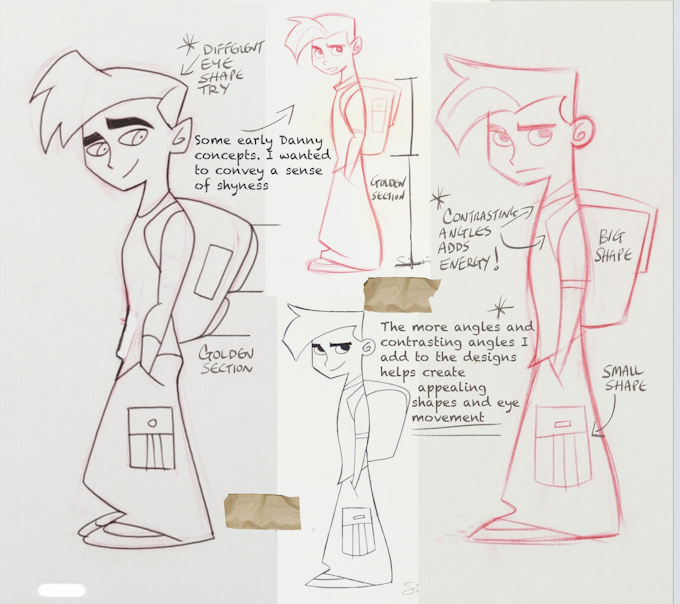 * DIFFERENT
EYE
SHAPE
TRY
Some early Danny
concepts. I wanted
to convey a sense
of shyness
GOLDEN
SECTION
* CONTRASTING
ANGLES
ADDS
ENERGY!
BIG
SHAPE
GOLDEN
SECTION
* The more angles and
contrasting angles I
add to the designs
helps create
appealing
shapes and eye
movement
SMALL
SHAPE